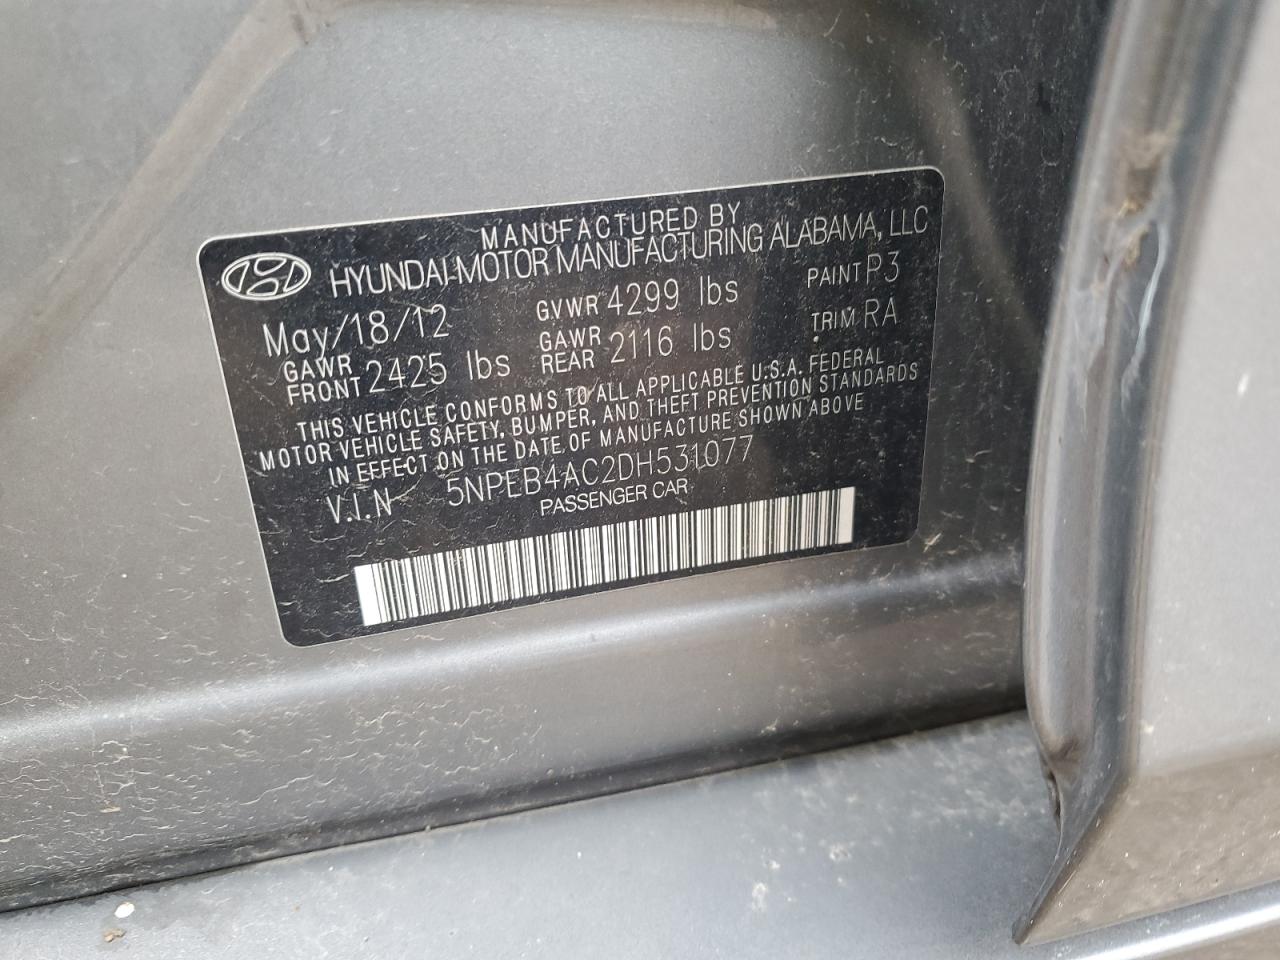 MANUFACTURED BY
HYUNDAI-MOTOR MANUFACTURING ALABAMA, LLC
May/18/12 GVWR 4299 lbs PAINT P3
GAWR FRONT 2425 lbs GAWR REAR 2116 lbs TRIM RA
THIS VEHICLE CONFORMS TO ALL APPLICABLE U.S.A. FEDERAL
MOTOR VEHICLE SAFETY, BUMPER, AND THEFT PREVENTION STANDARDS
IN EFFECT ON THE DATE OF MANUFACTURE SHOWN ABOVE
V.I.N 5NPEB4AC2DH531077
PASSENGER CAR